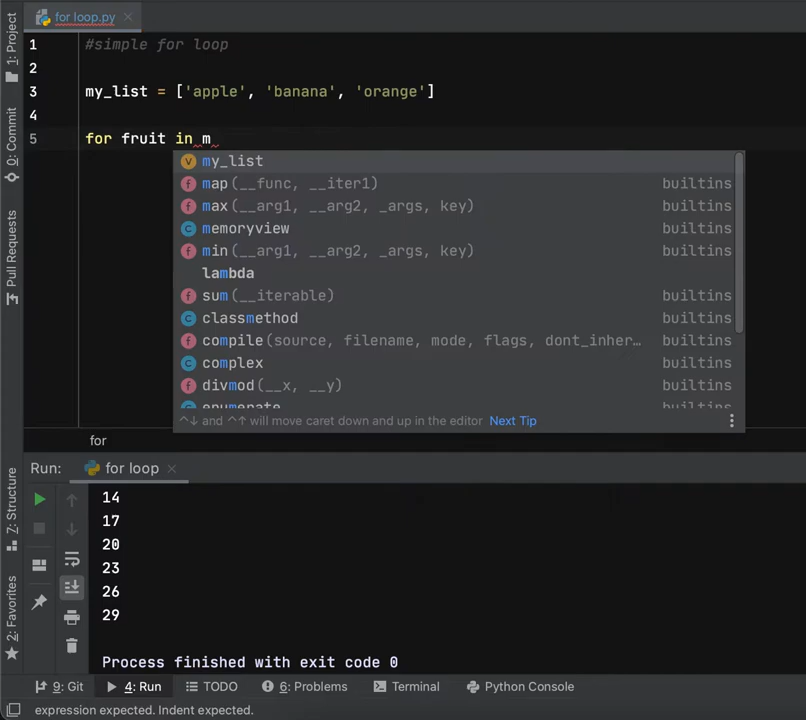 for loop.py
1: Project
0: Commit
Pull Requests
1 #simple for loop
2
3 my_list = ['apple', 'banana', 'orange']
4
5 for fruit in m
V my_list
f map(__func, __iter1) builtins
f max(__arg1, __arg2, _args, key) builtins
C memoryview builtins
f min(__arg1, __arg2, _args, key) builtins
lambda
f sum(__iterable) builtins
C classmethod builtins
f compile(source, filename, mode, flags, dont_inher…
C complex builtins
f divmod(__x, __y) builtins
enumerate builtins
^↓ and ^↑ will move caret down and up in the editor Next Tip
for
Run: for loop
Z: Structure
2: Favorites
14
17
20
23
26
29
Process finished with exit code 0
9: Git 4: Run TODO 6: Problems Terminal Python Console
expression expected. Indent expected.